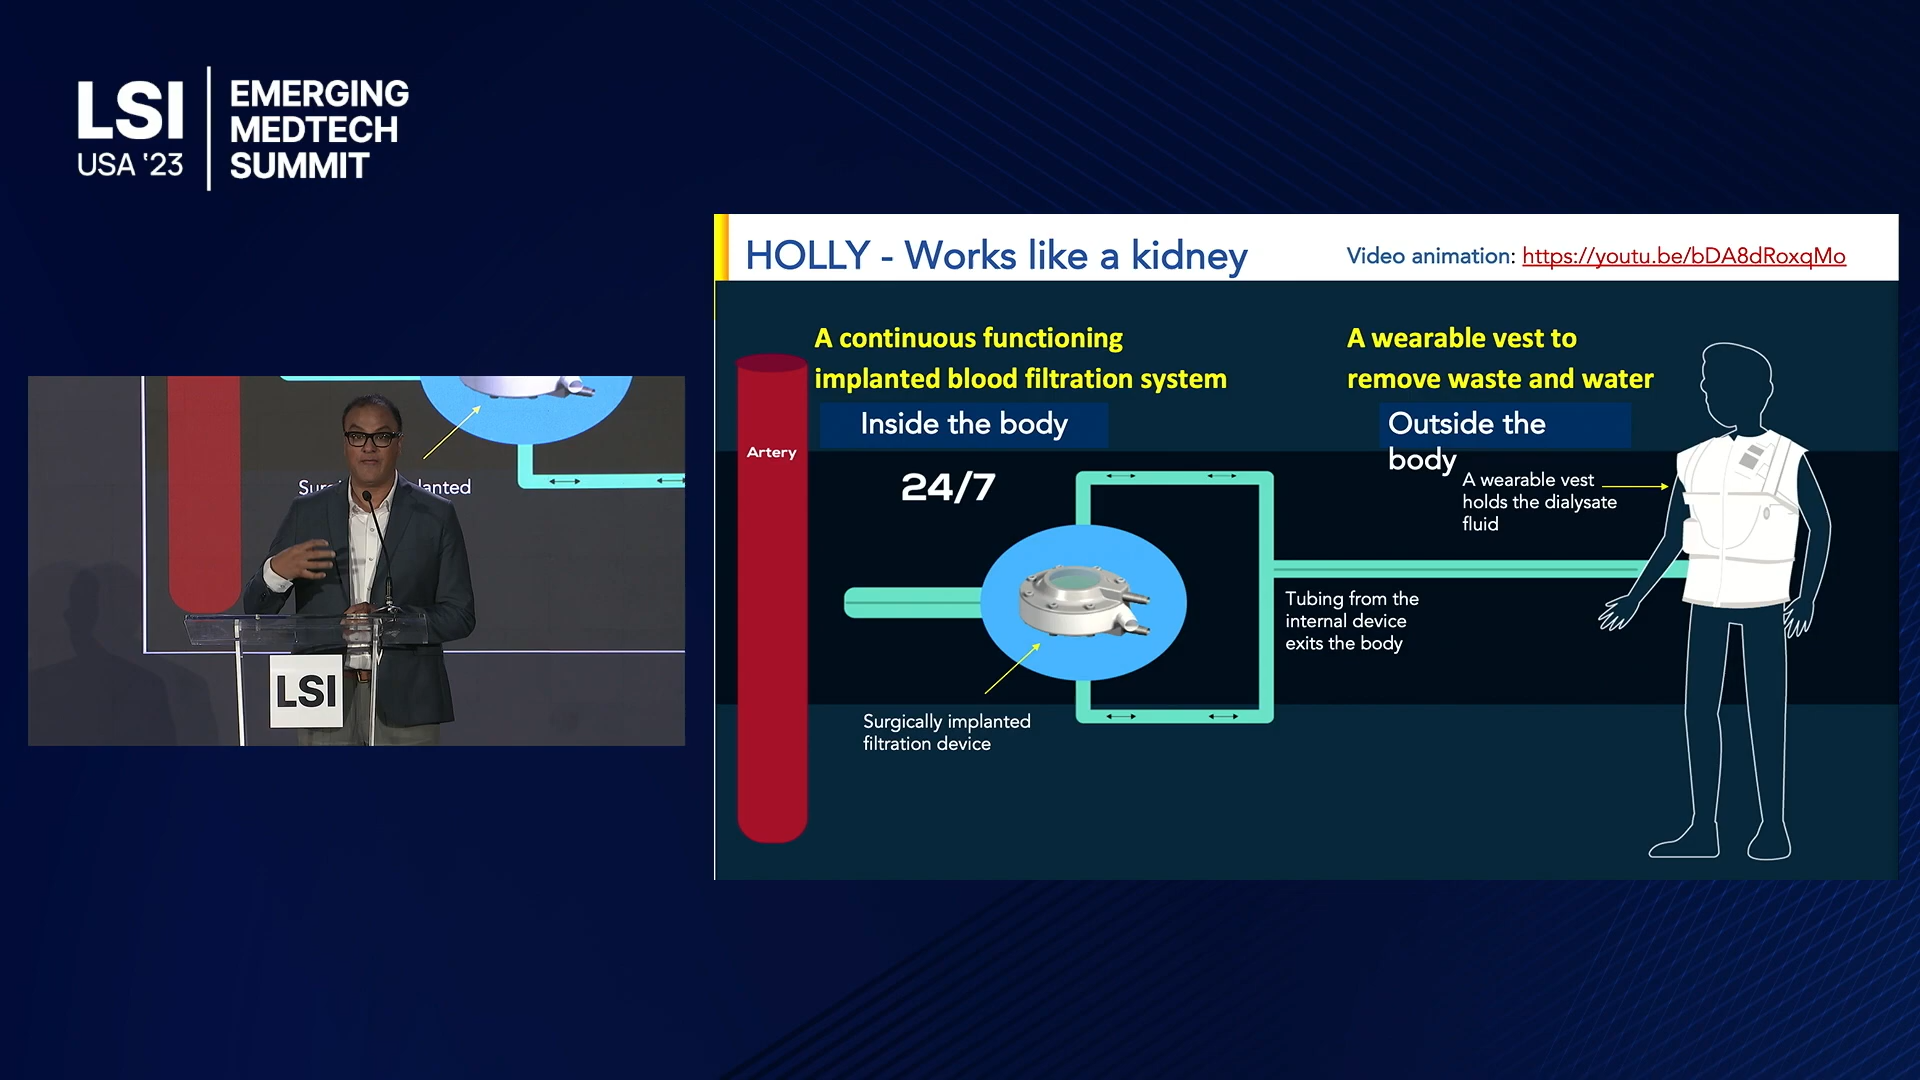 LSI
USA '23
EMERGING
MEDTECH
SUMMIT
HOLLY - Works like a kidney
Video animation: https://youtu.be/bDA8dRoxqMo
A continuous functioning
implanted blood filtration system
Inside the body
A wearable vest to
remove waste and water
Outside the
body
Artery
24/7
A wearable vest
holds the dialysate
fluid
Tubing from the
internal device
exits the body
Surgically implanted
filtration device
LSI